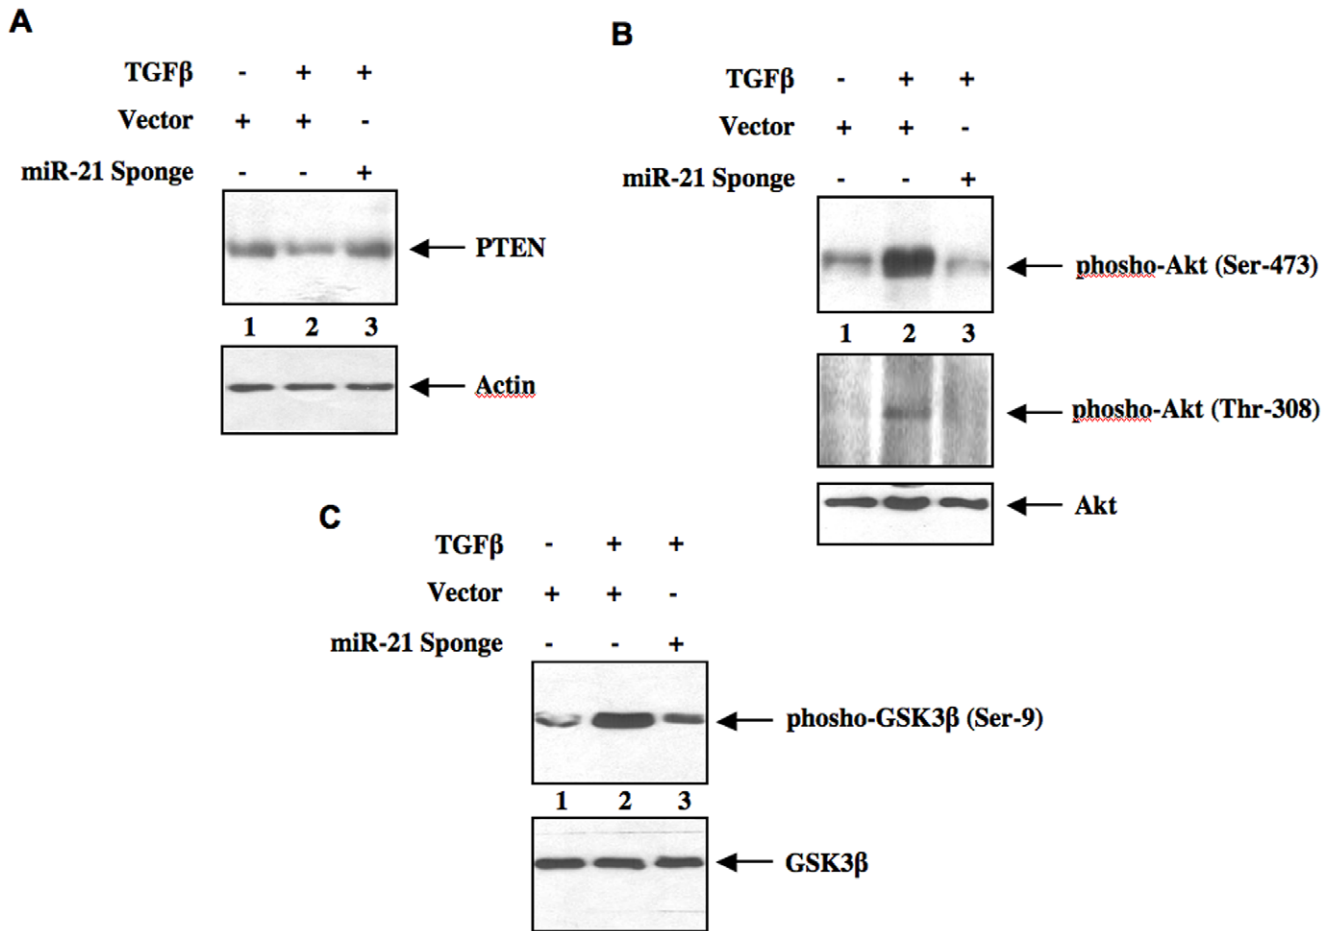 A
TGFβ - + +
Vector + + -
miR-21 Sponge - - +
PTEN
1 2 3
Actin
B
TGFβ - + +
Vector + + -
miR-21 Sponge - - +
phosho-Akt (Ser-473)
1 2 3
phosho-Akt (Thr-308)
Akt
C
TGFβ - + +
Vector + + -
miR-21 Sponge - - +
phosho-GSK3β (Ser-9)
1 2 3
GSK3β